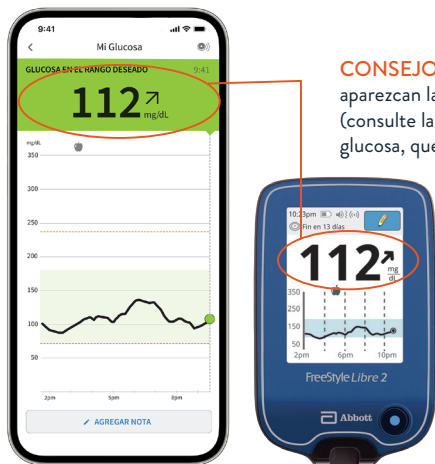 9:41
Mi Glucosa
GLUCOSA EN EL RANGO DESEADO 9:41
112
mg/dL
mg/dL
350
300
250
200
150
100
50
2pm 5pm 8pm
AGREGAR NOTA
CONSEJO
aparezcan la
(consulte la
glucosa, que
10:23pm
Fin en 13 días
112
mg
dL
350
250
150
50
2pm 6pm 10pm
FreeStyle Libre 2
Abbott